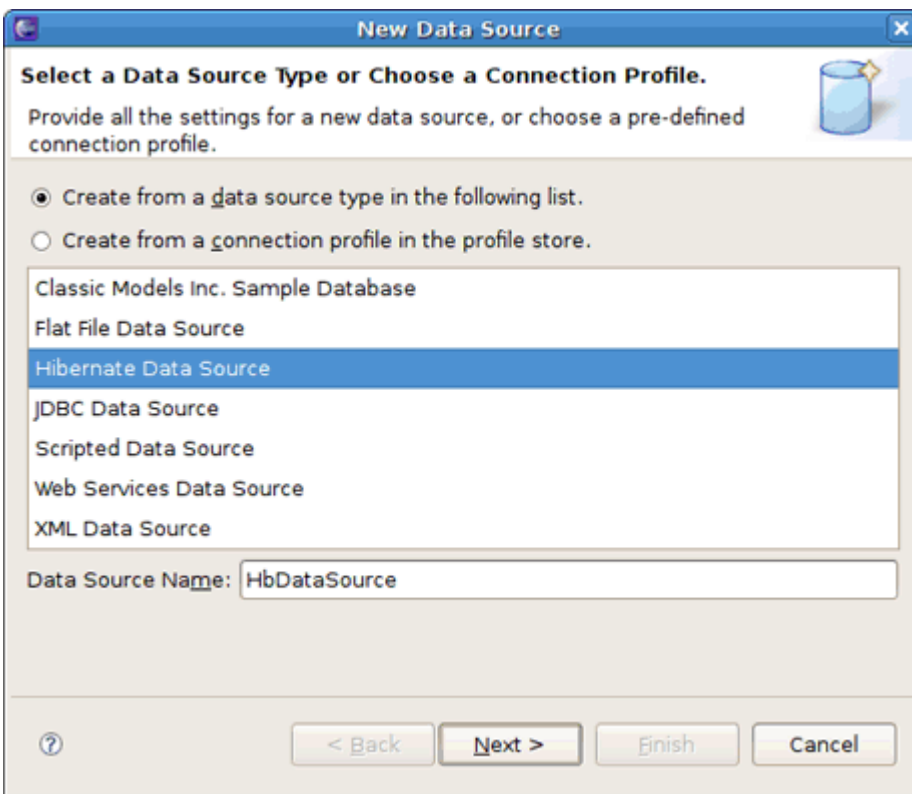 New Data Source
Select a Data Source Type or Choose a Connection Profile.
Provide all the settings for a new data source, or choose a pre-defined
connection profile.
Create from a data source type in the following list.
Create from a connection profile in the profile store.
Classic Models Inc. Sample Database
Flat File Data Source
Hibernate Data Source
JDBC Data Source
Scripted Data Source
Web Services Data Source
XML Data Source
Data Source Name: HbDataSource
? < Back Next > Finish Cancel